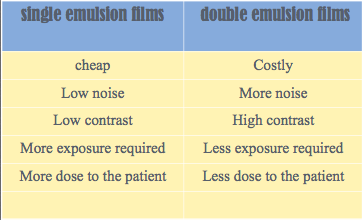 single emulsion films double emulsion films
cheap Costly
Low noise More noise
Low contrast High contrast
More exposure required Less exposure required
More dose to the patient Less dose to the patient